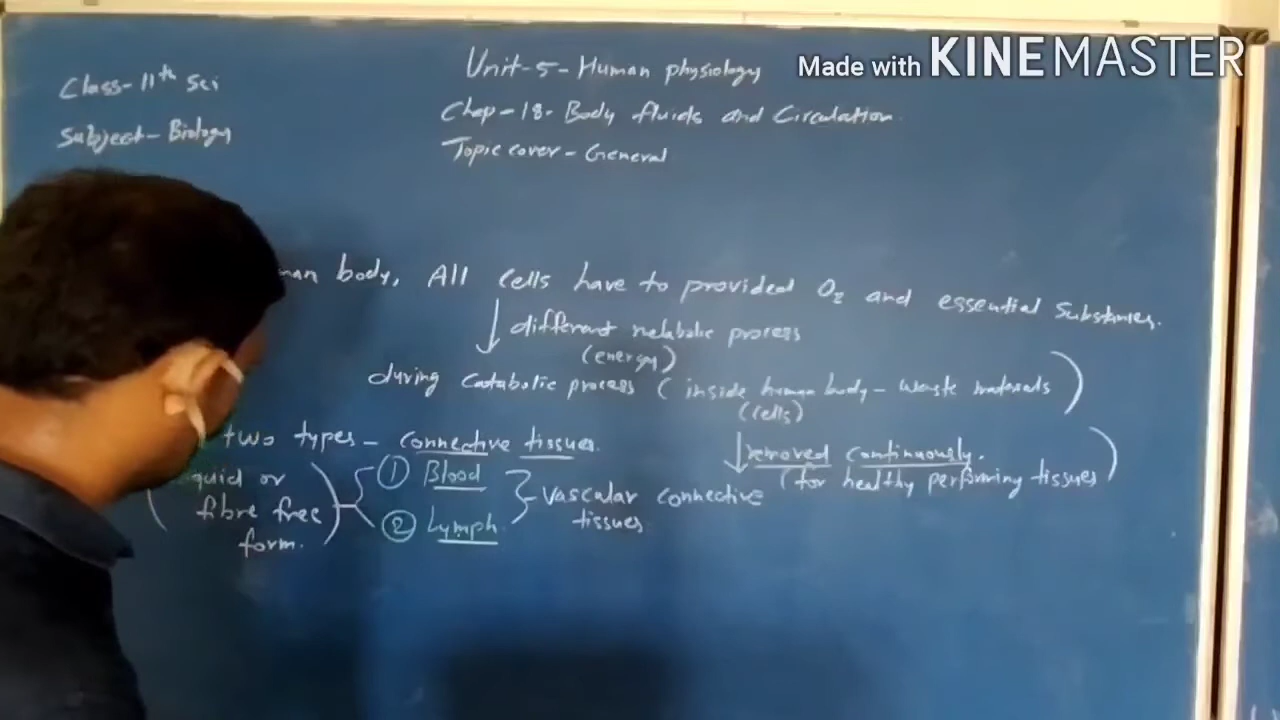 Class-11th Sci
Subject-Biology
Unit-5-Human physiology
Chap-18- Body fluids and Circulation.
Topic cover-General
Made with KINEMASTER
body. All cells have to provided O2 and essential substances.
different metabolic process
(energy)
during catabolic process (inside human body- waste materials)
(cells)
two types- connective tissues.
removed continuously.
(for healthy performing tissues)
or
fibre free
form.
① Blood
② Lymph
vascular connective
tissues